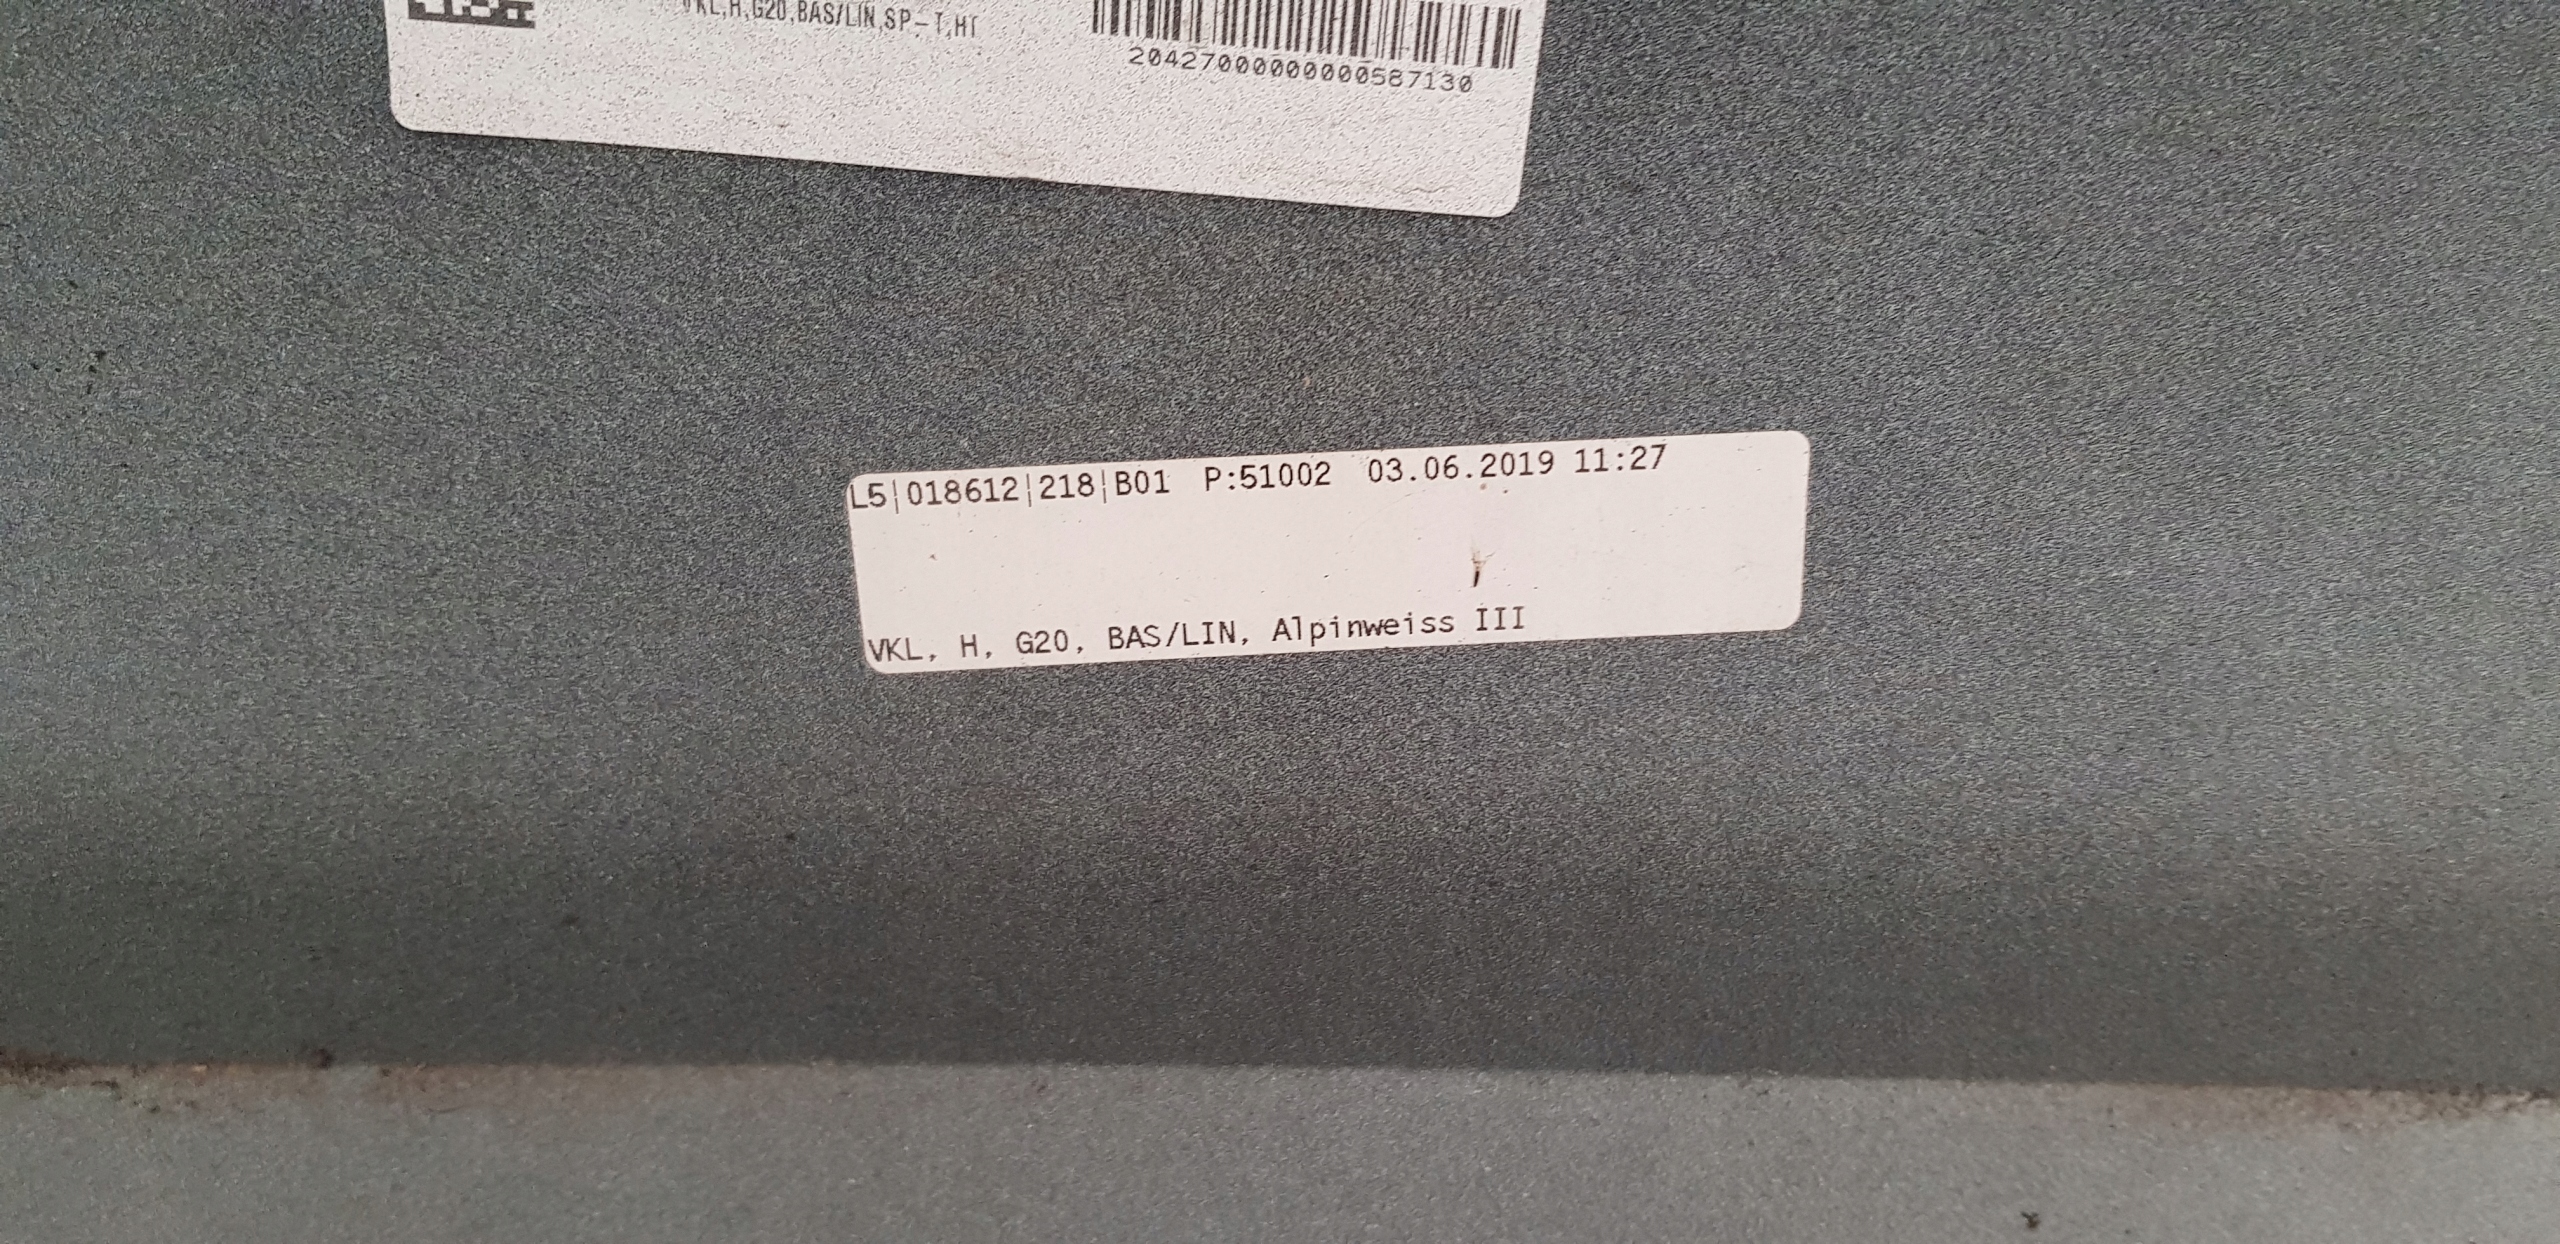 VKL,H,G20,BAS/LIN,SP-T,HI
20427000000000587130
L5|018612|218|B01 P:51002 03.06.2019 11:27
VKL, H, G20, BAS/LIN, Alpinweiss III